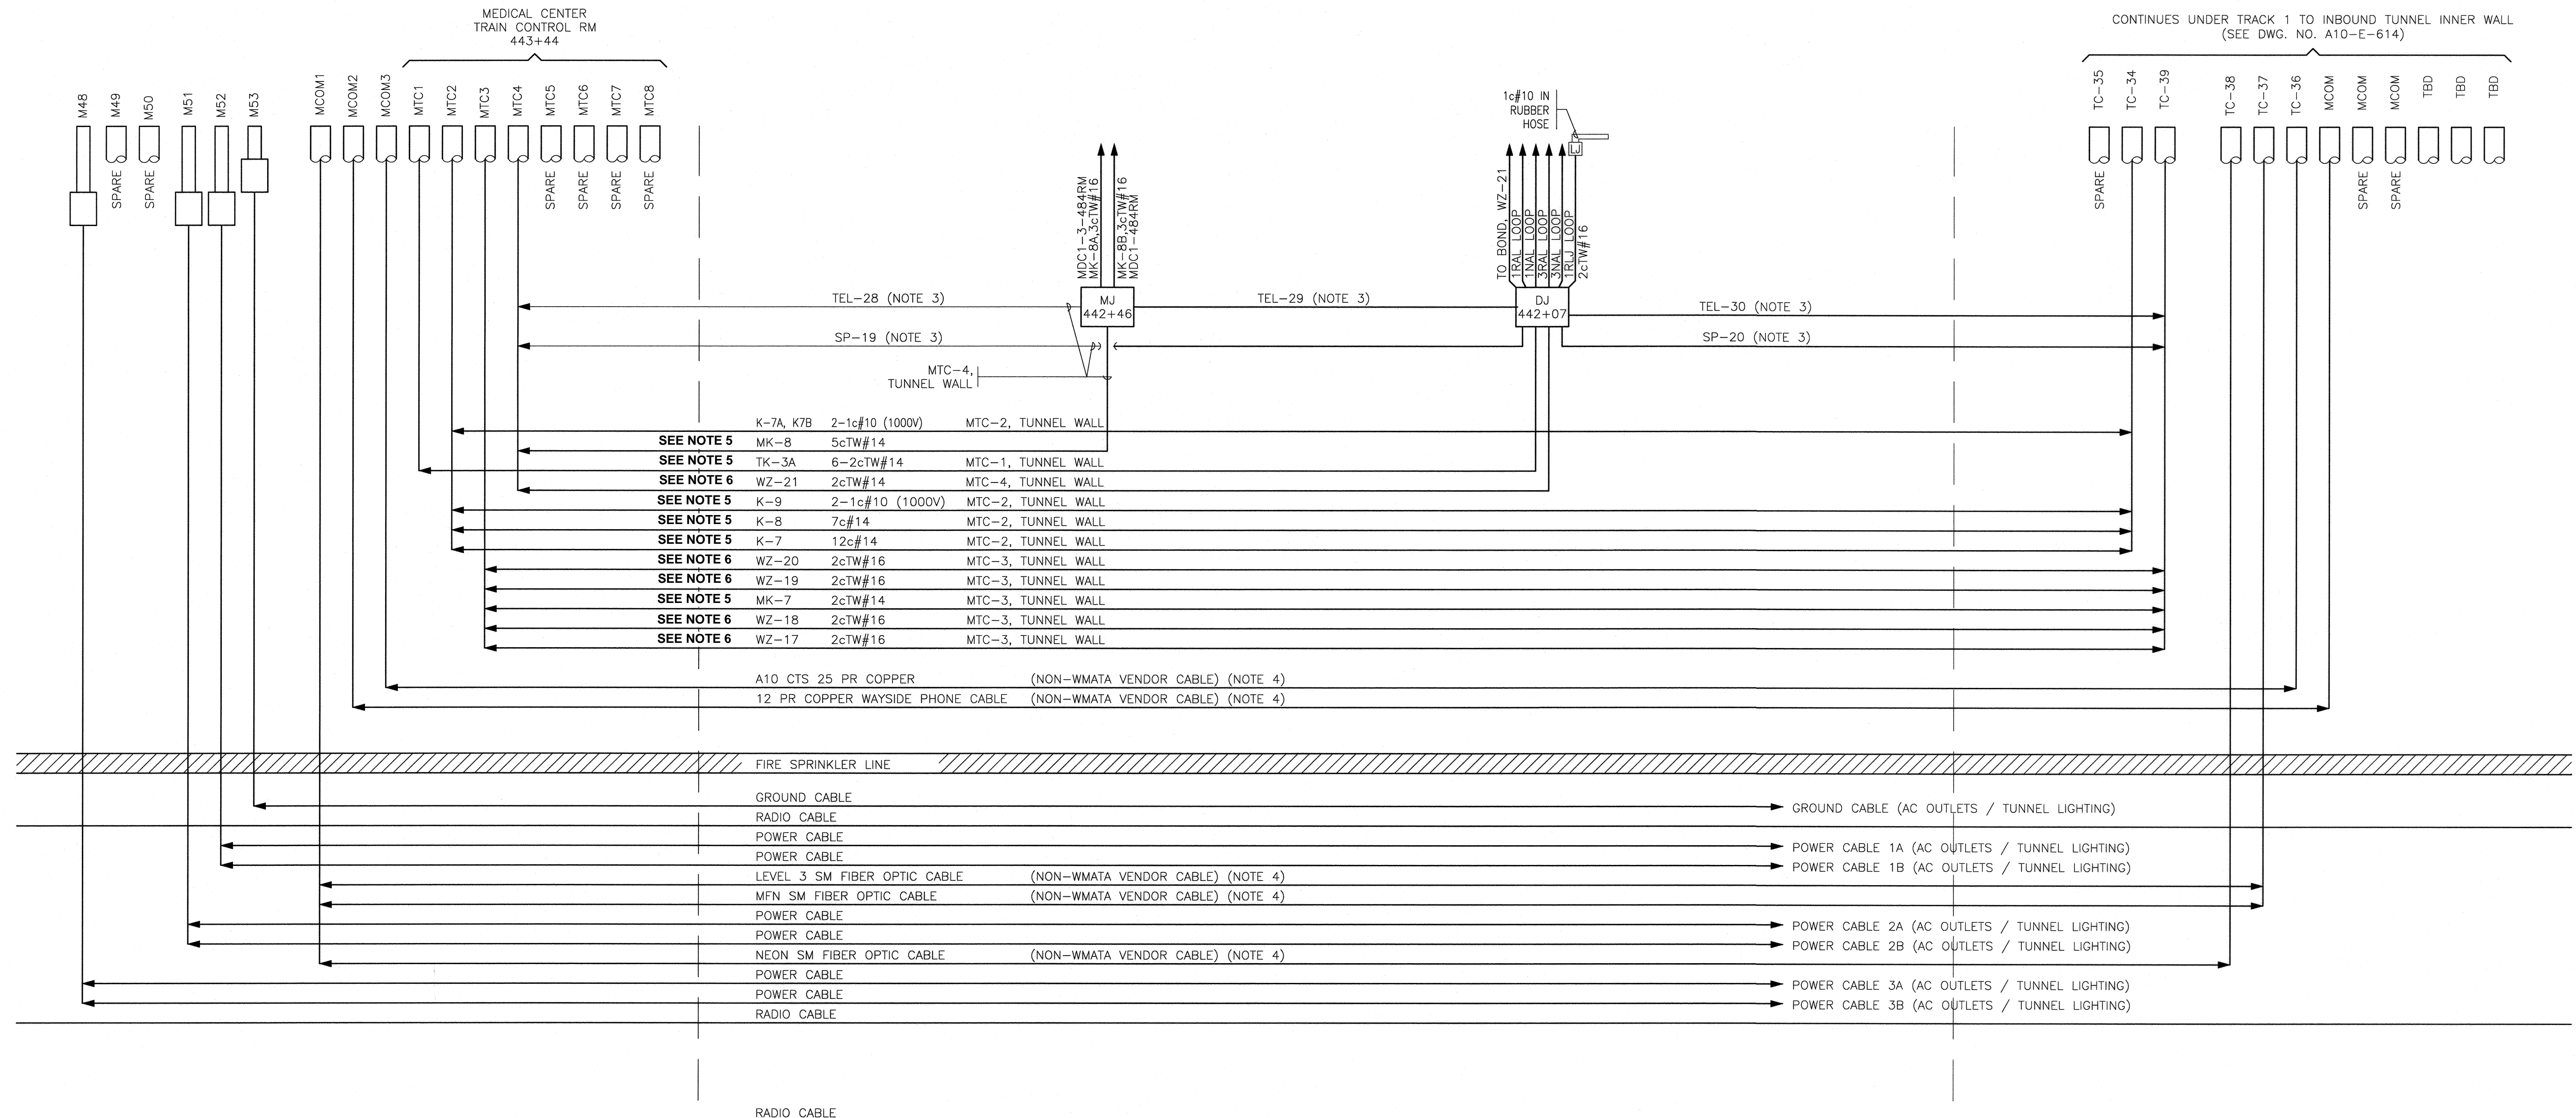 MEDICAL CENTER
TRAIN CONTROL RM
443+44
CONTINUES UNDER TRACK 1 TO INBOUND TUNNEL INNER WALL
(SEE DWG. NO. A10-E-614)
M48
M49
M50
M51
M52
M53
MCOM1
MCOM2
MCOM3
MTC1
MTC2
MTC3
MTC4
MTC5
MTC6
MTC7
MTC8
TC-35
TC-34
TC-39
TC-38
TC-37
TC-36
MCOM
MCOM
MCOM
TBD
TBD
TBD
SPARE
SPARE
SPARE
SPARE
SPARE
SPARE
SPARE
SPARE
SPARE
1c#10 IN
RUBBER
HOSE
LJ
MDC1-3-484RM
MK-8A,3cTW#16
MK-8B,3cTW#16
MDC1-484RM
TO BOND, WZ-21
1RAL LOOP
1NAL LOOP
3RAL LOOP
3NAL LOOP
1RLJ LOOP
2cTW#16
TEL-28 (NOTE 3)
MJ
442+46
TEL-29 (NOTE 3)
DJ
442+07
TEL-30 (NOTE 3)
SP-19 (NOTE 3)
SP-20 (NOTE 3)
MTC-4,
TUNNEL WALL
K-7A, K7B 2-1c#10 (1000V) MTC-2, TUNNEL WALL
SEE NOTE 5 MK-8 5cTW#14
SEE NOTE 5 TK-3A 6-2cTW#14 MTC-1, TUNNEL WALL
SEE NOTE 6 WZ-21 2cTW#14 MTC-4, TUNNEL WALL
SEE NOTE 5 K-9 2-1c#10 (1000V) MTC-2, TUNNEL WALL
SEE NOTE 5 K-8 7c#14 MTC-2, TUNNEL WALL
SEE NOTE 5 K-7 12c#14 MTC-2, TUNNEL WALL
SEE NOTE 6 WZ-20 2cTW#16 MTC-3, TUNNEL WALL
SEE NOTE 6 WZ-19 2cTW#16 MTC-3, TUNNEL WALL
SEE NOTE 5 MK-7 2cTW#14 MTC-3, TUNNEL WALL
SEE NOTE 6 WZ-18 2cTW#16 MTC-3, TUNNEL WALL
SEE NOTE 6 WZ-17 2cTW#16 MTC-3, TUNNEL WALL
A10 CTS 25 PR COPPER (NON-WMATA VENDOR CABLE) (NOTE 4)
12 PR COPPER WAYSIDE PHONE CABLE (NON-WMATA VENDOR CABLE) (NOTE 4)
FIRE SPRINKLER LINE
GROUND CABLE
GROUND CABLE (AC OUTLETS / TUNNEL LIGHTING)
RADIO CABLE
POWER CABLE
POWER CABLE 1A (AC OUTLETS / TUNNEL LIGHTING)
POWER CABLE
POWER CABLE 1B (AC OUTLETS / TUNNEL LIGHTING)
LEVEL 3 SM FIBER OPTIC CABLE (NON-WMATA VENDOR CABLE) (NOTE 4)
MFN SM FIBER OPTIC CABLE (NON-WMATA VENDOR CABLE) (NOTE 4)
POWER CABLE
POWER CABLE 2A (AC OUTLETS / TUNNEL LIGHTING)
POWER CABLE
POWER CABLE 2B (AC OUTLETS / TUNNEL LIGHTING)
NEON SM FIBER OPTIC CABLE (NON-WMATA VENDOR CABLE) (NOTE 4)
POWER CABLE
POWER CABLE 3A (AC OUTLETS / TUNNEL LIGHTING)
POWER CABLE
POWER CABLE 3B (AC OUTLETS / TUNNEL LIGHTING)
RADIO CABLE
RADIO CABLE